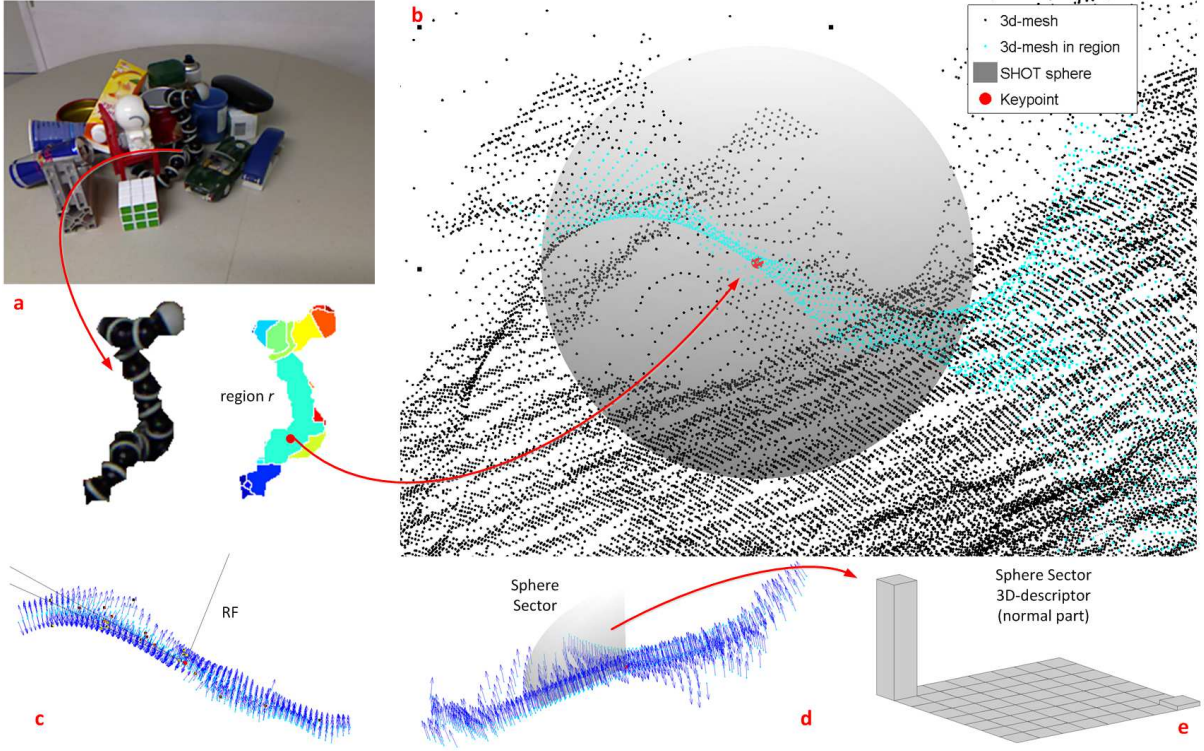 b
3d-mesh
3d-mesh in region
SHOT sphere
Keypoint
a
region r
RF
c
Sphere
Sector
d
Sphere Sector
3D-descriptor
(normal part)
e